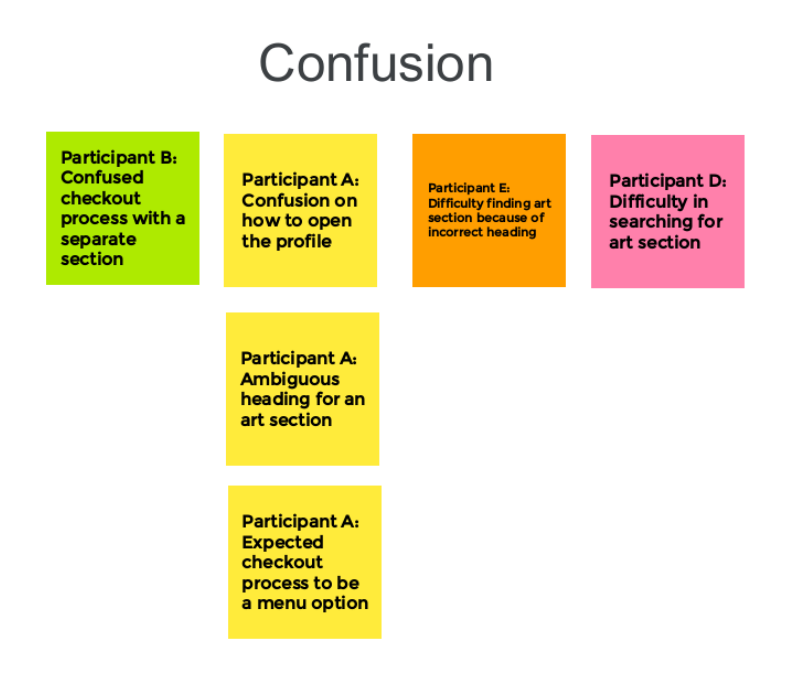 Confusion
Participant B:
Confused
checkout
process with a
separate
section
Participant A:
Confusion on
how to open
the profile
Participant E:
Difficulty finding art
section because of
incorrect heading
Participant D:
Difficulty in
searching for
art section
Participant A:
Ambiguous
heading for an
art section
Participant A:
Expected
checkout
process to be
a menu option